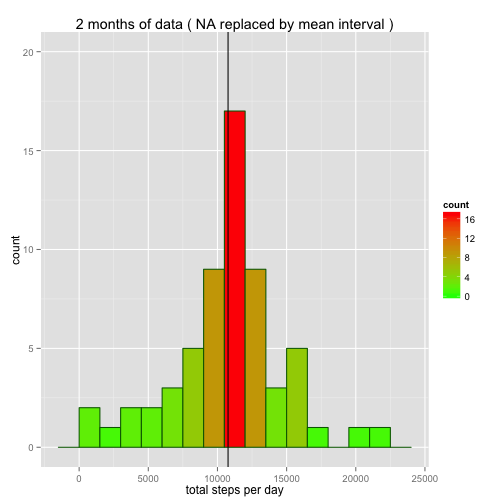 2 months of data ( NA replaced by mean interval )
20
15
10
5
0
count
0 5000 10000 15000 20000 25000
total steps per day
count
16
12
8
4
0